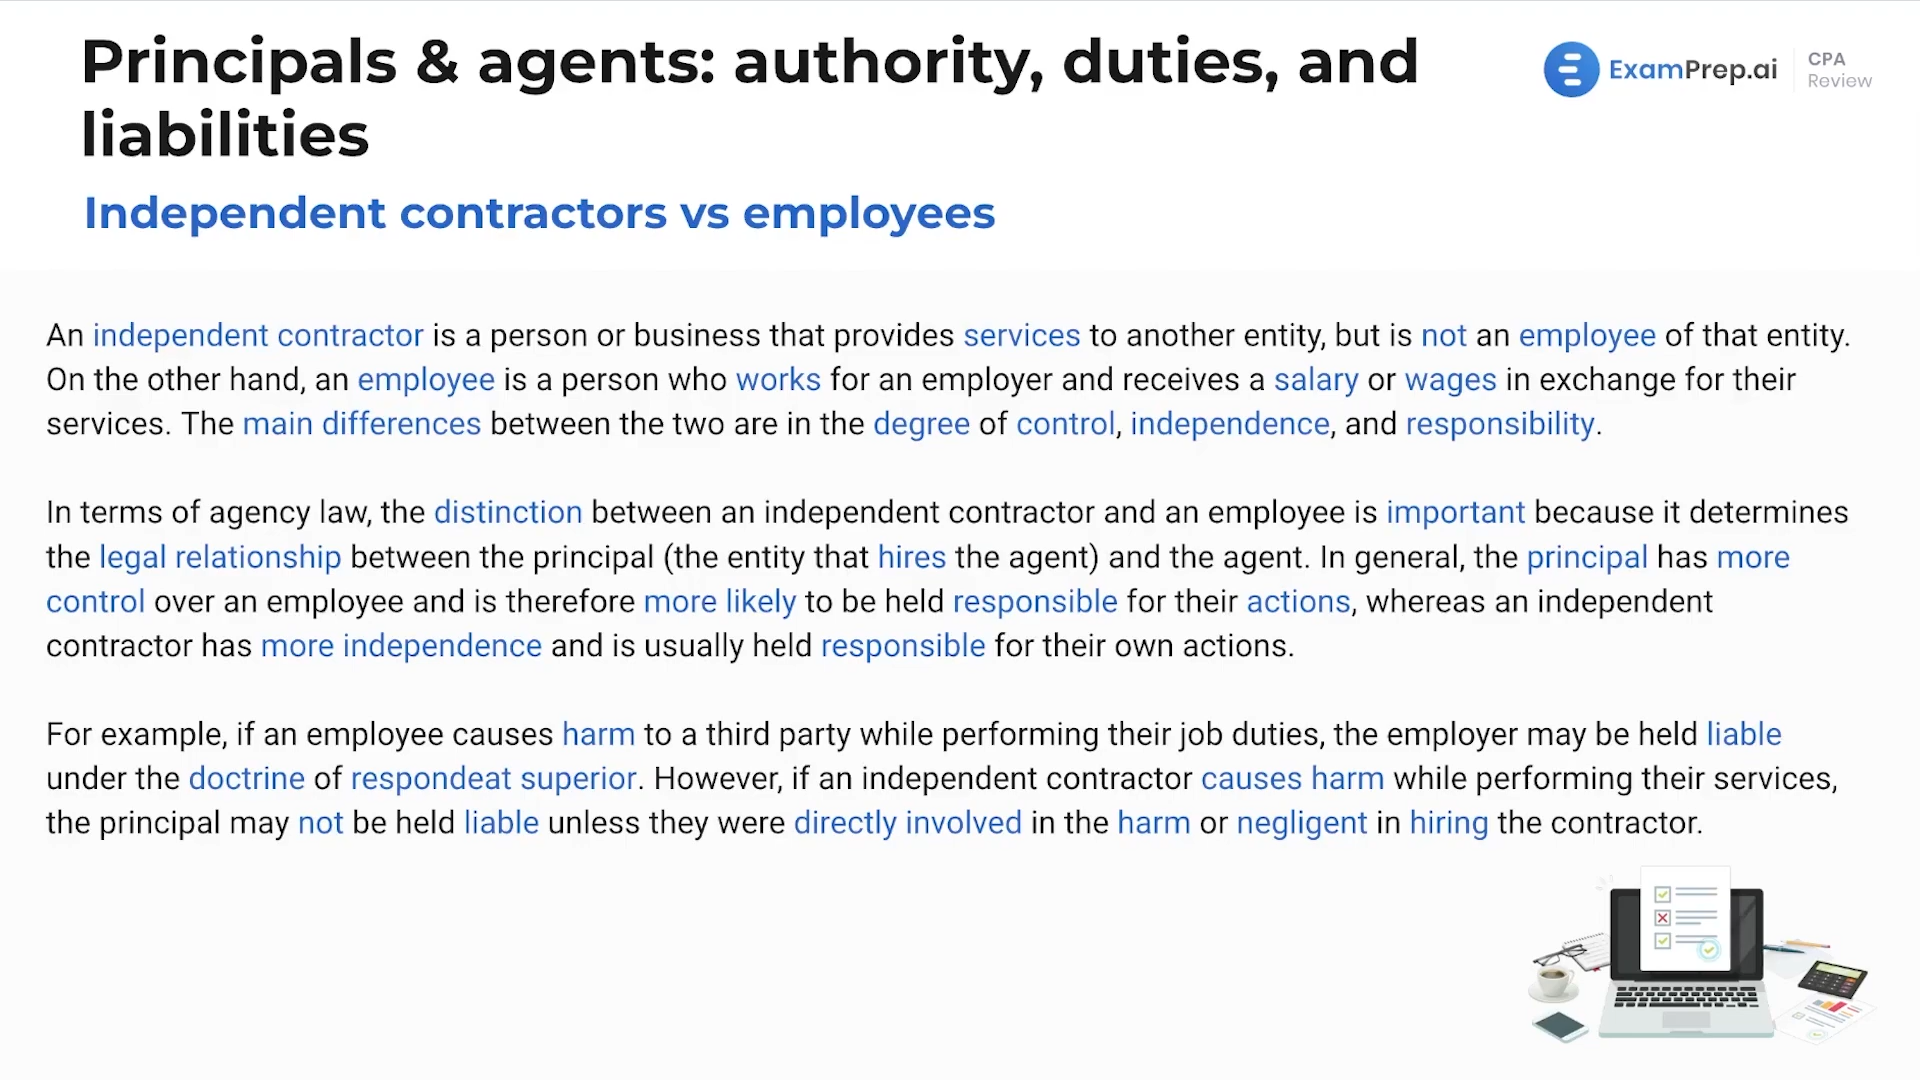 Principals & agents: authority, duties, and
liabilities
ExamPrep.ai
CPA
Review
Independent contractors vs employees
An independent contractor is a person or business that provides services to another entity, but is not an employee of that entity.
On the other hand, an employee is a person who works for an employer and receives a salary or wages in exchange for their
services. The main differences between the two are in the degree of control, independence, and responsibility.
In terms of agency law, the distinction between an independent contractor and an employee is important because it determines
the legal relationship between the principal (the entity that hires the agent) and the agent. In general, the principal has more
control over an employee and is therefore more likely to be held responsible for their actions, whereas an independent
contractor has more independence and is usually held responsible for their own actions.
For example, if an employee causes harm to a third party while performing their job duties, the employer may be held liable
under the doctrine of respondeat superior. However, if an independent contractor causes harm while performing their services,
the principal may not be held liable unless they were directly involved in the harm or negligent in hiring the contractor.